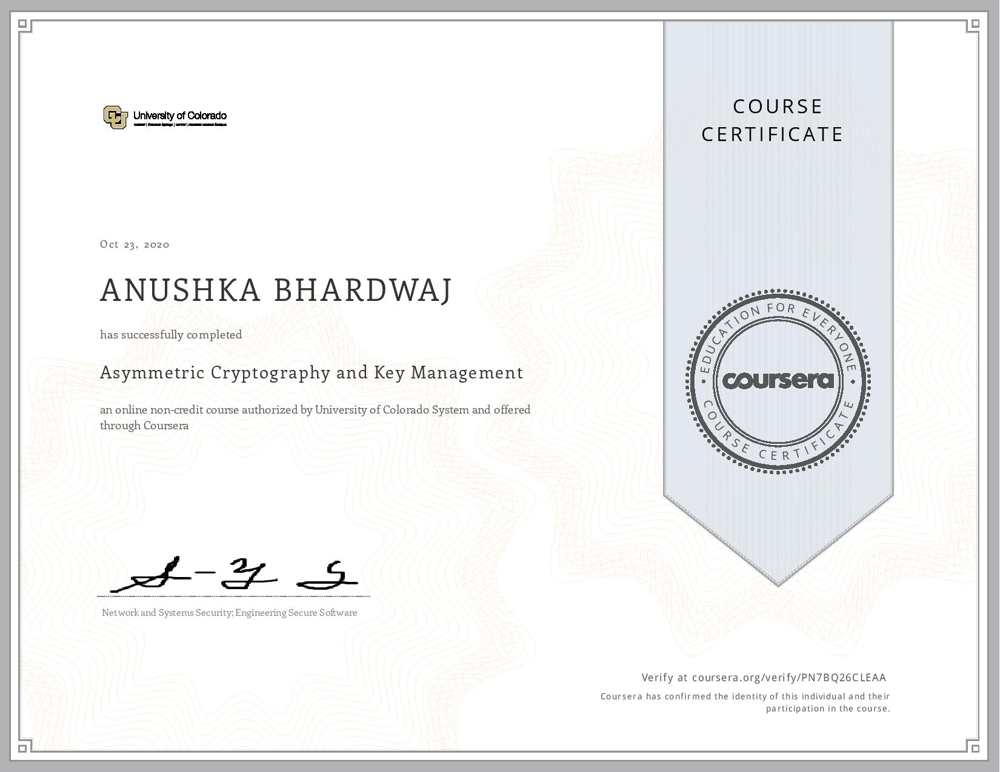 University of Colorado
COURSE
CERTIFICATE
Oct 23, 2020
ANUSHKA BHARDWAJ
has successfully completed
Asymmetric Cryptography and Key Management
an online non-credit course authorized by University of Colorado System and offered
through Coursera
EDUCATION FOR EVERYONE
coursera
COURSE CERTIFICATE
Network and Systems Security; Engineering Secure Software
Verify at coursera.org/verify/PN7BQ26CLEAA
Coursera has confirmed the identity of this individual and their
participation in the course.